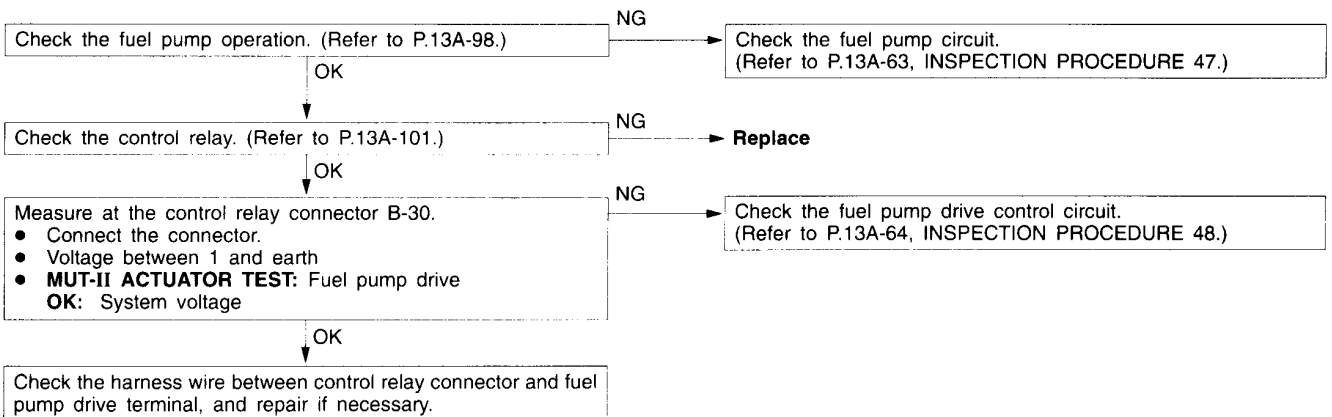 NG
Check the fuel pump operation. (Refer to P.13A-98.)
Check the fuel pump circuit.
(Refer to P.13A-63, INSPECTION PROCEDURE 47.)
OK
NG
Check the control relay. (Refer to P.13A-101.)
Replace
OK
NG
Measure at the control relay connector B-30.
● Connect the connector.
● Voltage between 1 and earth
● MUT-II ACTUATOR TEST: Fuel pump drive
OK: System voltage
Check the fuel pump drive control circuit.
(Refer to P.13A-64, INSPECTION PROCEDURE 48.)
OK
Check the harness wire between control relay connector and fuel
pump drive terminal, and repair if necessary.